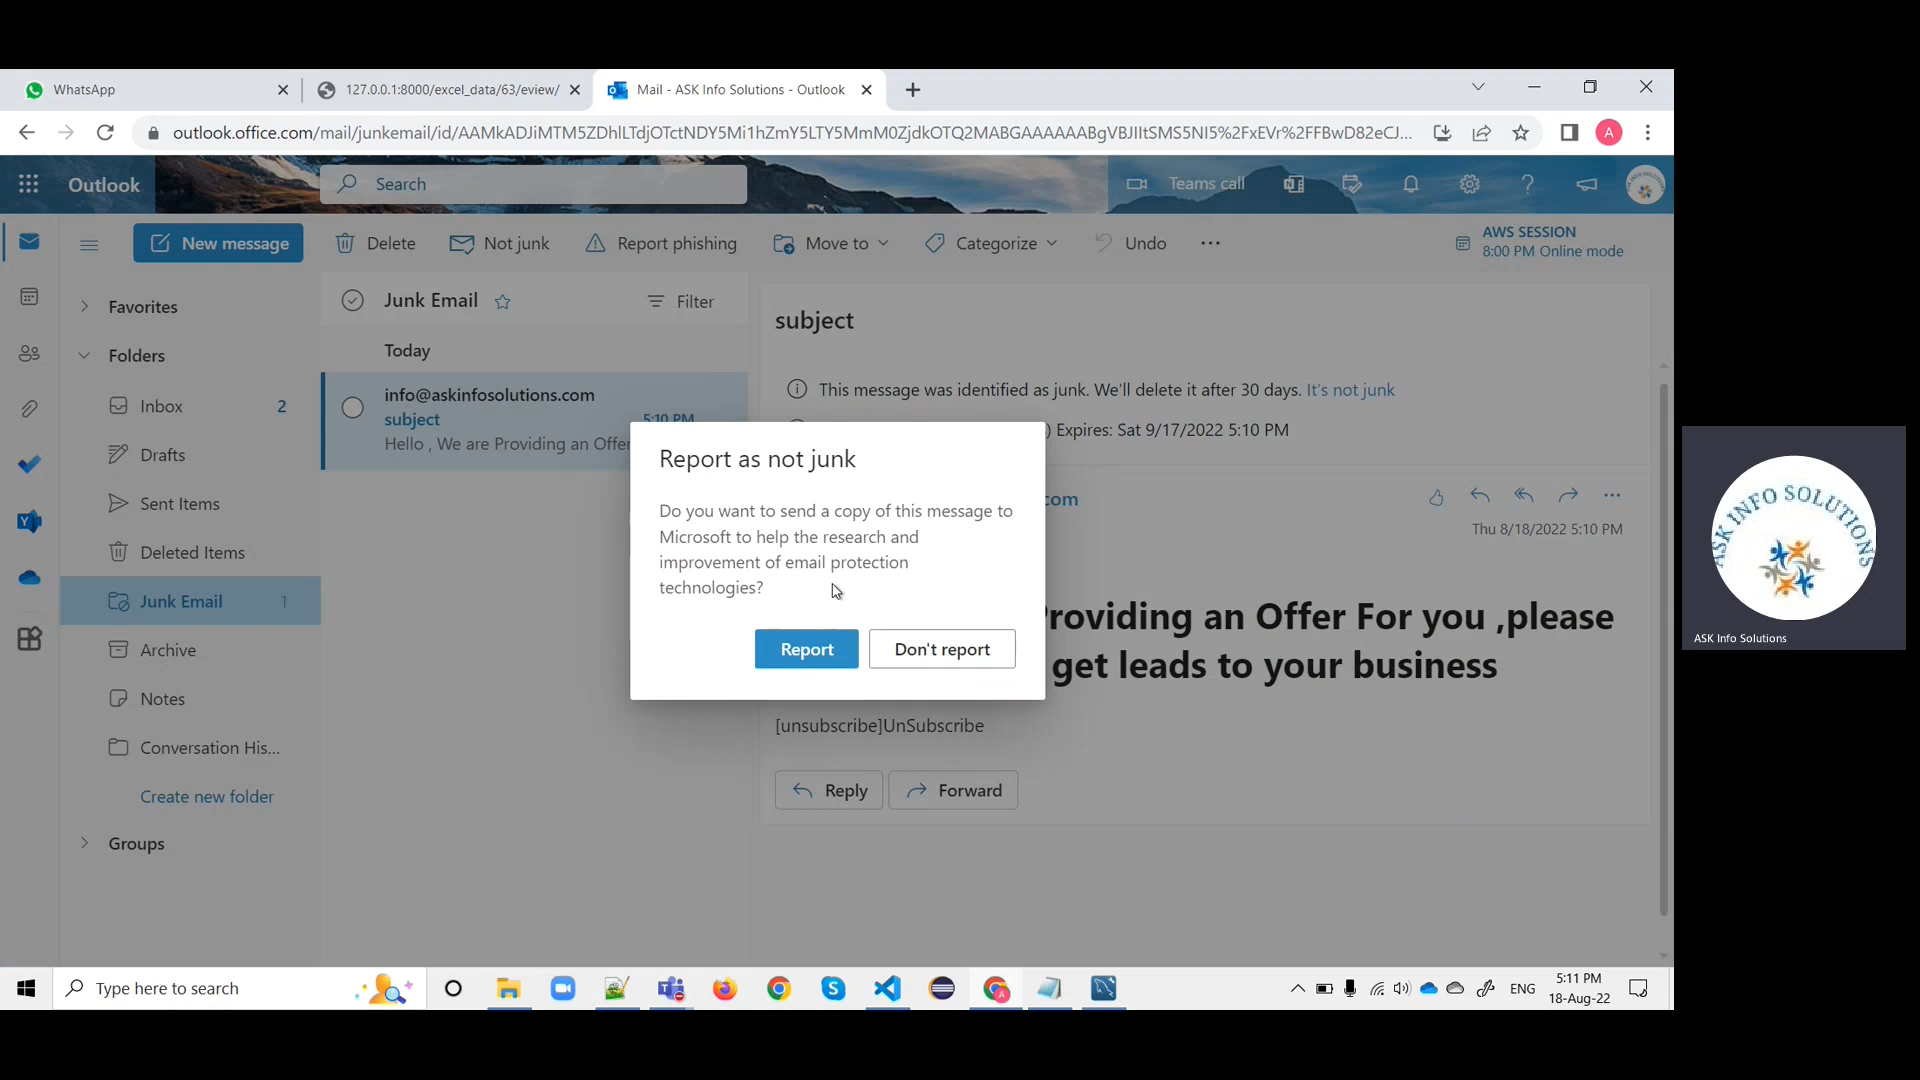 WhatsApp
127.0.0.1:8000/excel_data/63/eview/
Mail - ASK Info Solutions - Outlook
outlook.office.com/mail/junkemail/id/AAMkADJiMTM5ZDhlLTdjOTctNDY5Mi1hZmY5LTY5MmM0ZjdkOTQ2MABGAAAAAABgVBJIItSMS5NI5%2FxEVr%2FFBwD82eCJ...
A
Outlook
Search
Teams call
New message
Delete
Not junk
Report phishing
Move to
Categorize
Undo
AWS SESSION
8:00 PM Online mode
Favorites
Folders
Inbox 2
Drafts
Sent Items
Deleted Items
Junk Email 1
Archive
Notes
Conversation His...
Create new folder
Groups
Junk Email
Filter
Today
info@askinfosolutions.com
subject 5:10 PM
Hello , We are Providing an Offer
subject
This message was identified as junk. We'll delete it after 30 days. It's not junk
) Expires: Sat 9/17/2022 5:10 PM
.com
Thu 8/18/2022 5:10 PM
Providing an Offer For you ,please
get leads to your business
[unsubscribe]UnSubscribe
Reply
Forward
Report as not junk
Do you want to send a copy of this message to
Microsoft to help the research and
improvement of email protection
technologies?
Report
Don't report
ASK INFO SOLUTIONS
ASK Info Solutions
Type here to search
ENG
5:11 PM
18-Aug-22